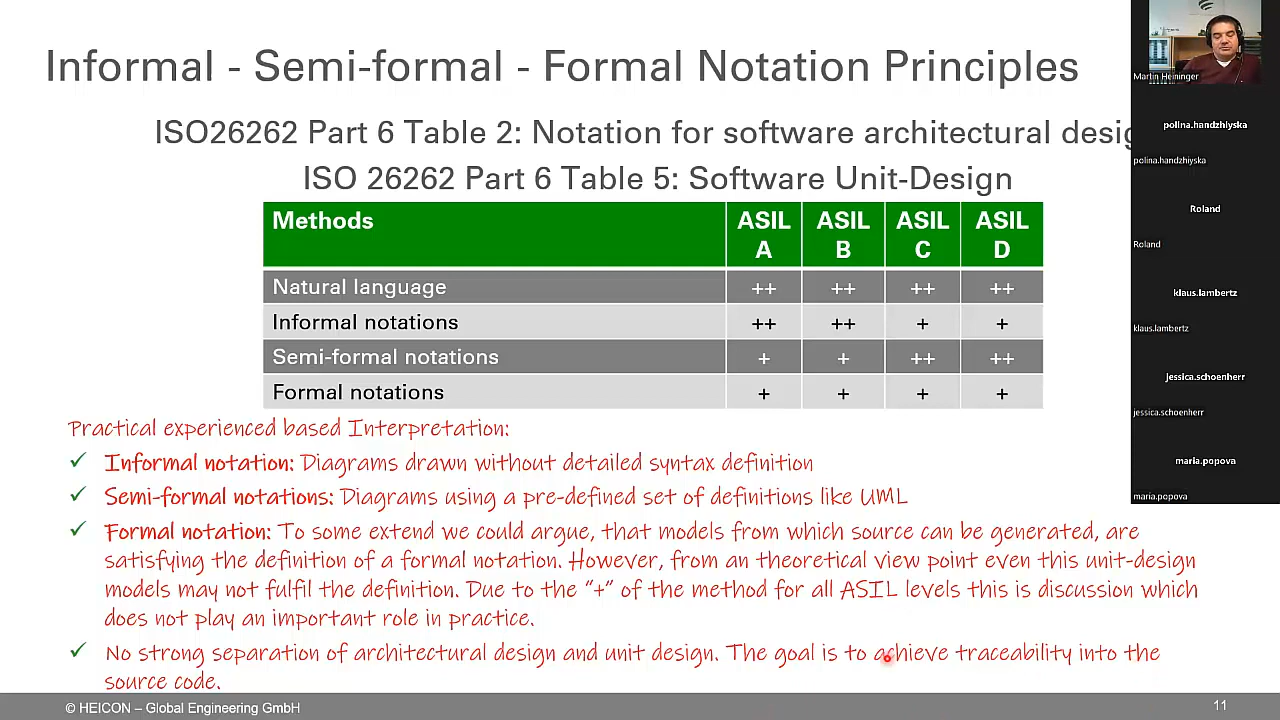 Informal - Semi-formal - Formal Notation Principles
ISO26262 Part 6 Table 2: Notation for software architectural desig
ISO 26262 Part 6 Table 5: Software Unit-Design
Methods ASIL A ASIL B ASIL C ASIL D
Natural language ++ ++ ++ ++
Informal notations ++ ++ + +
Semi-formal notations + + ++ ++
Formal notations + + + +
Practical experienced based Interpretation:
✓ Informal notation: Diagrams drawn without detailed syntax definition
✓ Semi-formal notations: Diagrams using a pre-defined set of definitions like UML
✓ Formal notation: To some extend we could argue, that models from which source can be generated, are
satisfying the definition of a formal notation. However, from an theoretical view point even this unit-design
models may not fulfil the definition. Due to the “+” of the method for all ASIL levels this is discussion which
does not play an important role in practice.
✓ No strong separation of architectural design and unit design. The goal is to achieve traceability into the
source code.
© HEICON – Global Engineering GmbH
11
Martin Heininger
polina.handzhiyska
polina.handzhiyska
Roland
Roland
klaus.lambertz
klaus.lambertz
jessica.schoenherr
jessica.schoenherr
maria.popova
maria.popova